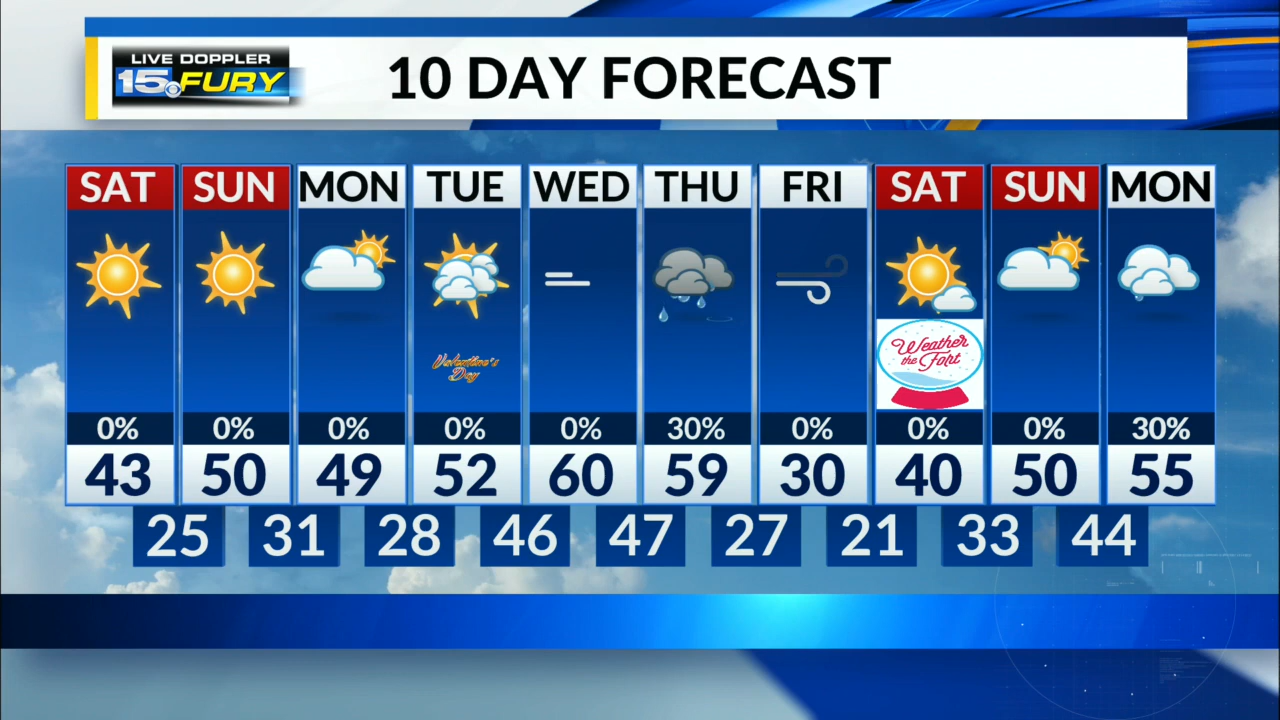 LIVE DOPPLER
15 FURY
10 DAY FORECAST
SAT SUN MON TUE WED THU FRI SAT SUN MON
Valentine's
Day
Weather
the Fort
0% 0% 0% 0% 0% 30% 0% 0% 0% 30%
43 50 49 52 60 59 30 40 50 55
25 31 28 46 47 27 21 33 44